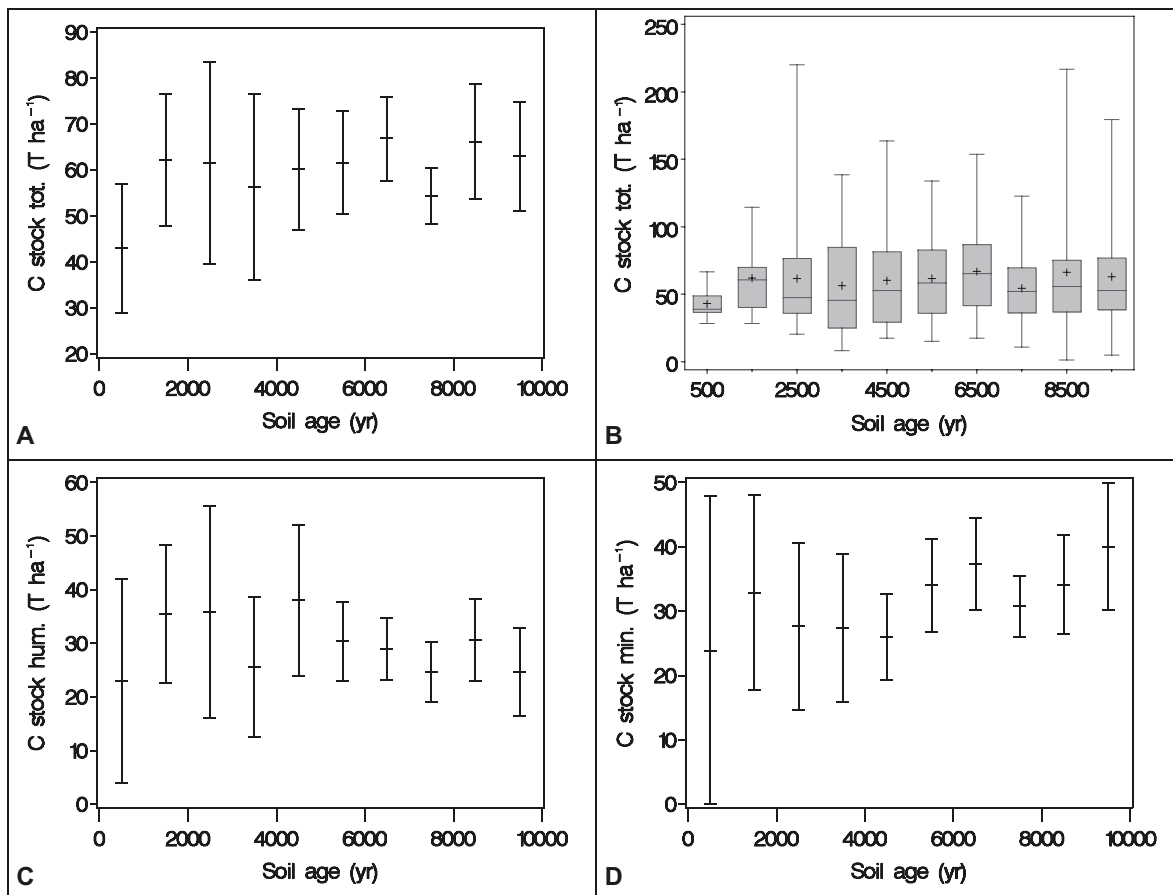 90
80
70
60
50
40
30
20
C stock tot. (T ha⁻¹)
0 2000 4000 6000 8000 10000
Soil age (yr)
A
250
200
150
100
50
0
C stock tot. (T ha⁻¹)
500 2500 4500 6500 8500
Soil age (yr)
B
60
50
40
30
20
10
0
C stock hum. (T ha⁻¹)
0 2000 4000 6000 8000 10000
Soil age (yr)
C
50
40
30
20
10
0
C stock min. (T ha⁻¹)
0 2000 4000 6000 8000 10000
Soil age (yr)
D